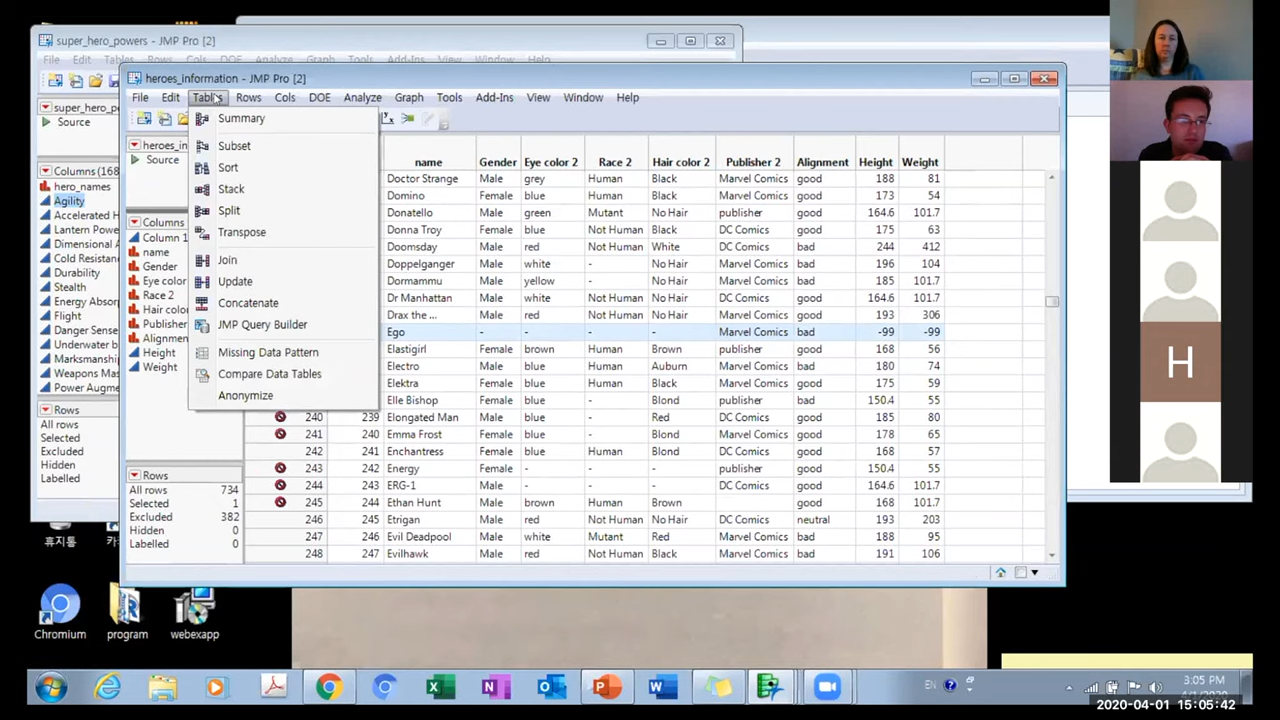 super_hero_powers - JMP Pro [2]
File Edit Tables Rows Cols DOE Analyze Graph Tools Add-Ins View Window Help
heroes_information - JMP Pro [2]
File Edit Tables Rows Cols DOE Analyze Graph Tools Add-Ins View Window Help
super_hero_po
Source
Columns (168
hero_names
Agility
Accelerated H
Lantern Power
Dimensional A
Cold Resistanc
Durability
Stealth
Energy Absor
Flight
Danger Sense
Underwater b
Marksmanship
Weapons Mas
Power Augme
Rows
All rows
Selected
Excluded
Hidden
Labelled
heroes_in
Source
Columns
Column 1
name
Gender
Eye color
Race 2
Hair color
Publisher
Alignmen
Height
Weight
Rows
All rows 734
Selected 1
Excluded 382
Hidden 0
Labelled 0
Summary
Subset
Sort
Stack
Split
Transpose
Join
Update
Concatenate
JMP Query Builder
Missing Data Pattern
Compare Data Tables
Anonymize
name Gender Eye color 2 Race 2 Hair color 2 Publisher 2 Alignment Height Weight
Doctor Strange Male grey Human Black Marvel Comics good 188 81
Domino Female blue Human Black Marvel Comics good 173 54
Donatello Male green Mutant No Hair publisher good 164.6 101.7
Donna Troy Female blue Not Human Black DC Comics good 175 63
Doomsday Male red Not Human White DC Comics bad 244 412
Doppelganger Male white - No Hair Marvel Comics bad 196 104
Dormammu Male yellow - No Hair Marvel Comics bad 185 101.7
Dr Manhattan Male white Not Human No Hair DC Comics good 164.6 101.7
Drax the ... Male red Not Human No Hair Marvel Comics good 193 306
Ego - - - - Marvel Comics bad -99 -99
Elastigirl Female brown Human Brown publisher good 168 56
Electro Male blue Human Auburn Marvel Comics bad 180 74
Elektra Female blue Human Black Marvel Comics good 175 59
Elle Bishop Female blue - Blond publisher bad 150.4 55
240 239 Elongated Man Male blue - Red DC Comics good 185 80
241 240 Emma Frost Female blue - Blond Marvel Comics good 178 65
242 241 Enchantress Female blue Human Blond DC Comics good 168 57
243 242 Energy Female - - - publisher good 150.4 55
244 243 ERG-1 Male - - - DC Comics good 164.6 101.7
245 244 Ethan Hunt Male brown Human Brown good 168 101.7
246 245 Etrigan Male red Not Human No Hair DC Comics neutral 193 203
247 246 Evil Deadpool Male white Mutant Red Marvel Comics bad 188 95
248 247 Evilhawk Male red Not Human Black Marvel Comics bad 191 106
H
휴지통
Chromium
program
webexapp
EN
3:05 PM
2020-04-01 15:05:42